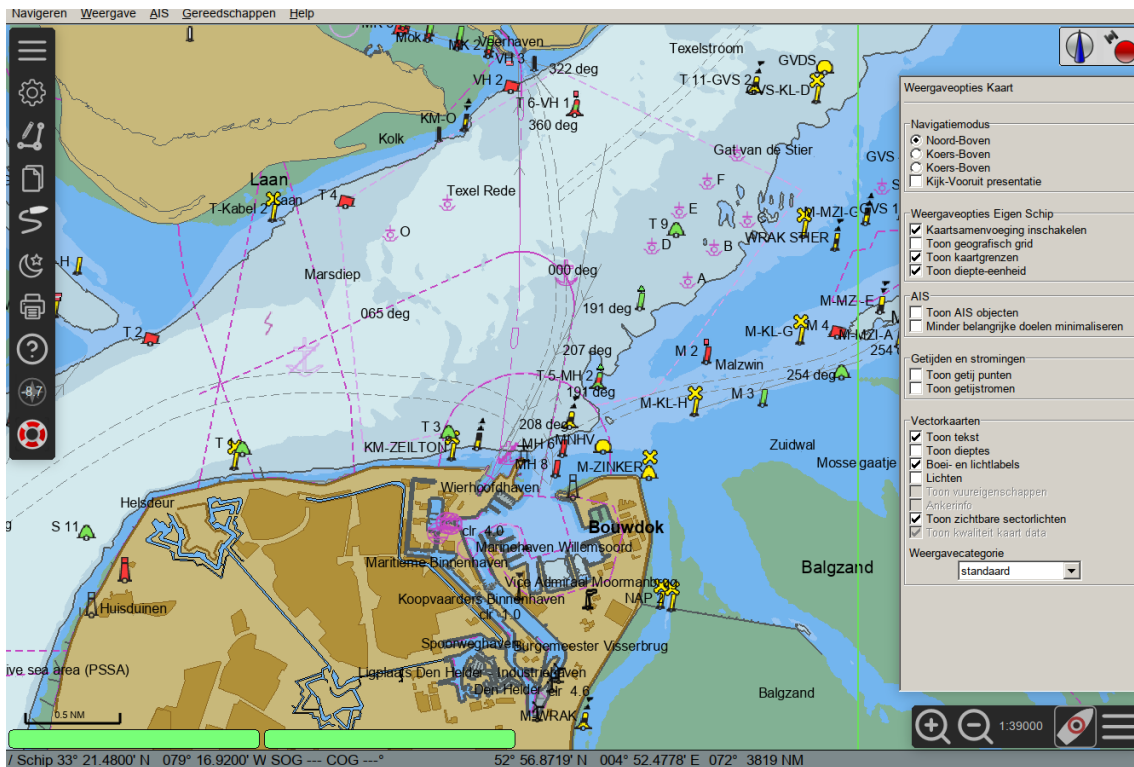 Navigeren Weergave AIS Gereedschappen Help
Mok
MK 2
Veerhaven
VH 3
322 deg
VH 2
T 6-VH 1
360 deg
KM-O
Kolk
Texelstroom
T 11-GVS 2
GVDS
GVS-KL-D
Gat van de Stier
GVS
Laan
T-Kabel 2
T 4
Texel Rede
F
E
T 9
D
B
C
A
O
M-MZI-G
GVS 1
WRAK STIER
-H
Marsdiep
000 deg
065 deg
191 deg
M-MZI-E
T 2
M-KL-G
M 4
M-MZI-A
254
207 deg
M 2
Malzwin
T-5-MH 2
191 deg
254 deg
M-KL-H
M 3
208 deg
T 3
KM-ZEILTON
MH 6
MNHV
Zuidwal
MH 8
M-ZINKER
Mosse gaatje
Wierhoofdhaven
Helsdeur
S 11
clr 4.0
Bouwdok
Marinehaven Willemsoord
Maritieme Binnenhaven
Balgzand
Vice Admiraal Moormanbrug
Koopvaarders Binnenhaven
NAP 2
Huisduinen
clr 1.0
Spoorweghaven
Burgemeester Visserbrug
ive sea area (PSSA)
Ligplaats Den Helder - Industriehaven
Den Helder
clr 4.6
Balgzand
M-WRAK
0.5 NM
-8.7
Weergaveopties Kaart
Navigatiemodus
Noord-Boven
Koers-Boven
Koers-Boven
Kijk-Vooruit presentatie
Weergaveopties Eigen Schip
Kaartsamenvoeging inschakelen
Toon geografisch grid
Toon kaartgrenzen
Toon diepte-eenheid
AIS
Toon AIS objecten
Minder belangrijke doelen minimaliseren
Getijden en stromingen
Toon getij punten
Toon getijstromen
Vectorkaarten
Toon tekst
Toon dieptes
Boei- en lichtlabels
Lichten
Toon vuureigenschappen
Ankerinfo
Toon zichtbare sectorlichten
Toon kwaliteit kaart data
Weergavecategorie
standaard
1:39000
/ Schip 33° 21.4800' N 079° 16.9200' W SOG --- COG ---° 52° 56.8719' N 004° 52.4778' E 072° 3819 NM